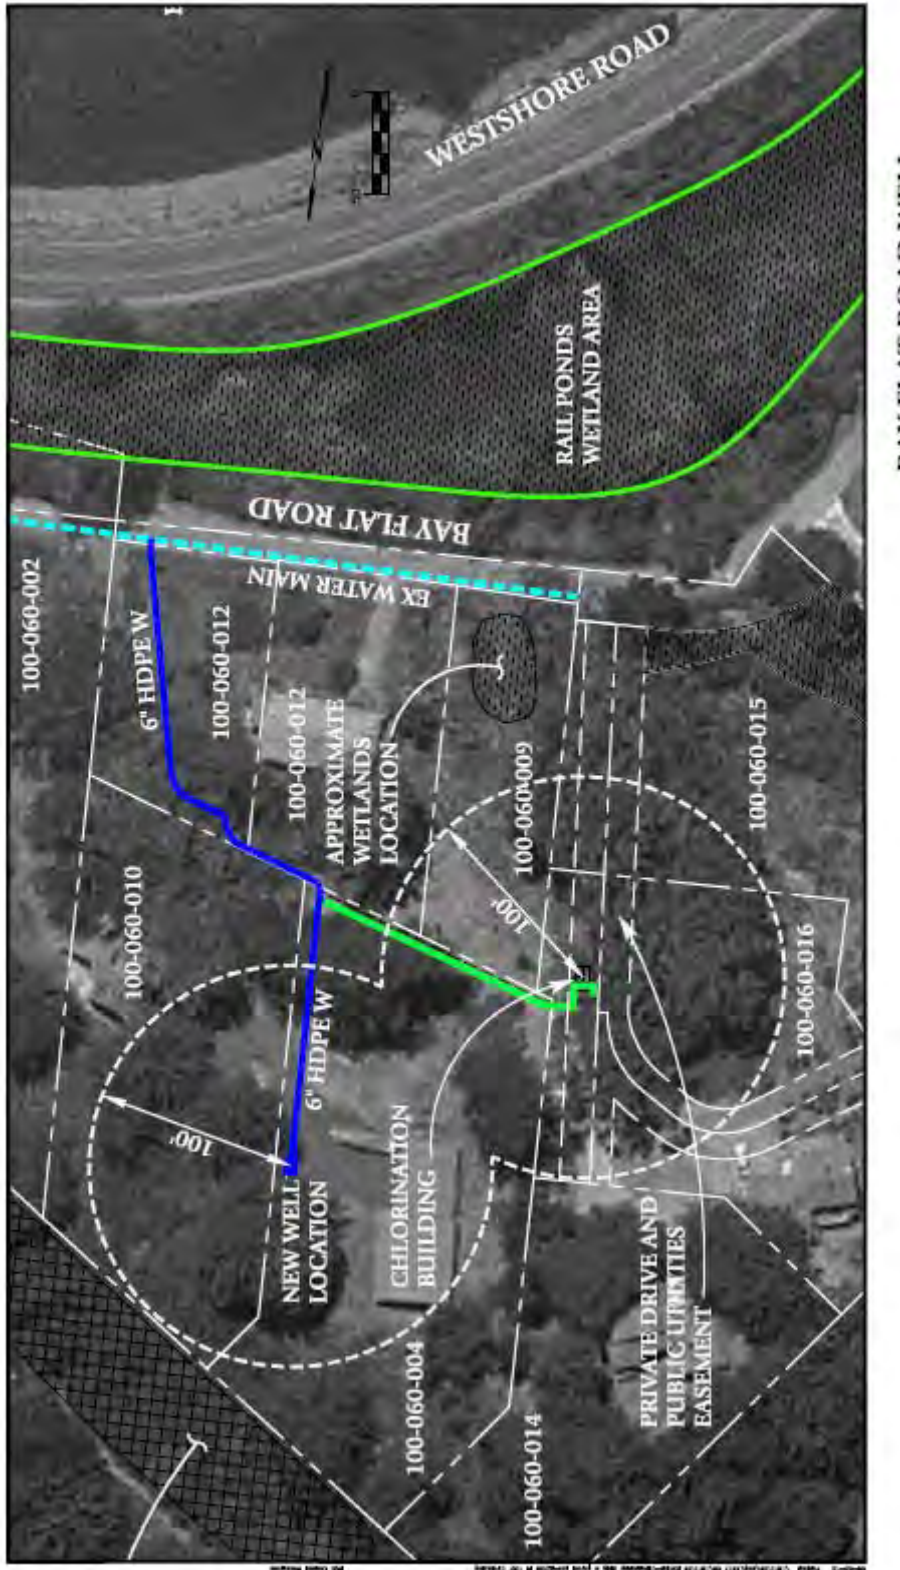 WESTSHORE ROAD
RAIL PONDS
WETLAND AREA
BAY FLAT ROAD
EX WATER MAIN
100-060-002
6" HDPE W
100-060-012
100-060-012
APPROXIMATE
WETLANDS
LOCATION
100-060-009
100-060-015
100-060-010
100'
100-060-016
6" HDPE W
100'
NEW WELL
LOCATION
CHLORINATION
BUILDING
PRIVATE DRIVE AND
PUBLIC UTILITIES
EASEMENT
100-060-004
100-060-014